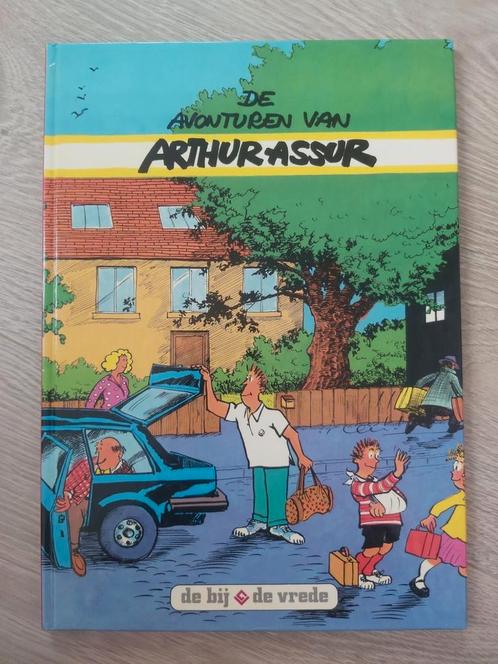 DE
AVONTUREN VAN
ARTHUR ASSUR
de bij de vrede